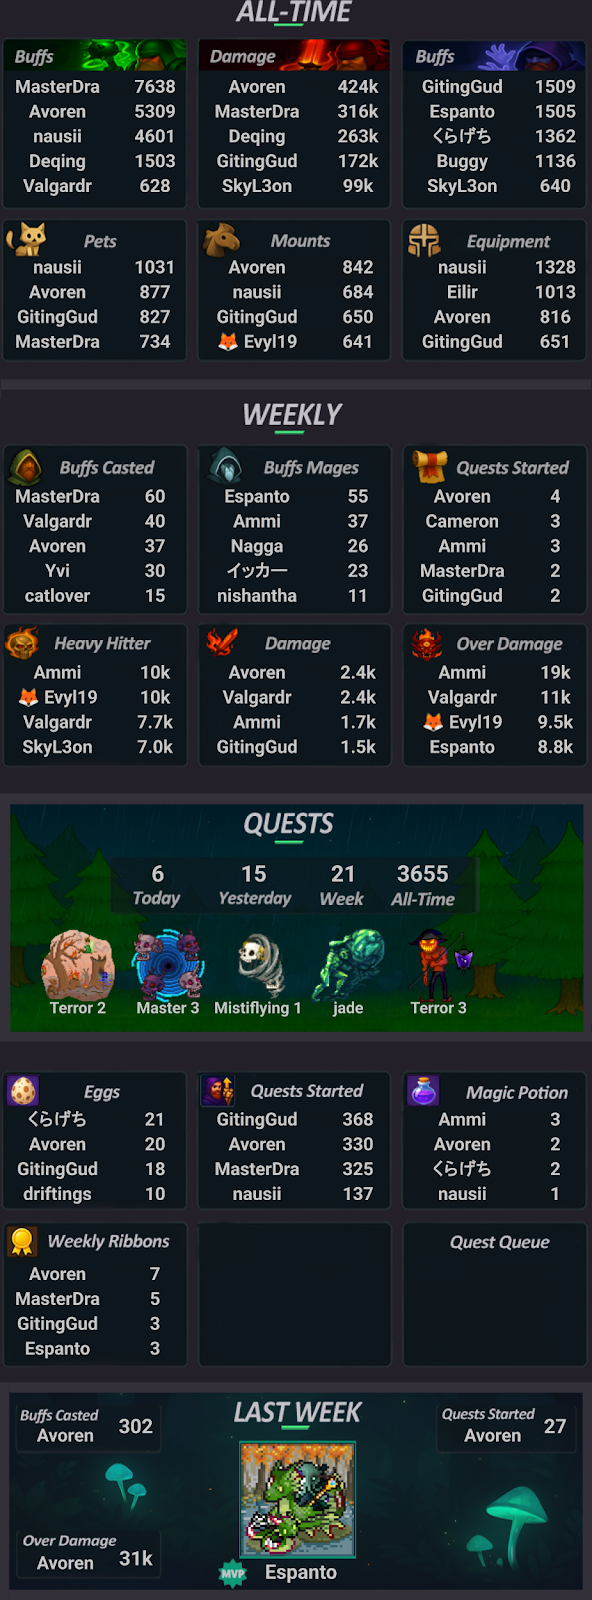 ALL-TIME
Buffs
MasterDra 7638
Avoren 5309
nausii 4601
Deqing 1503
Valgardr 628
Damage
Avoren 424k
MasterDra 316k
Deqing 263k
GitingGud 172k
SkyL3on 99k
Buffs
GitingGud 1509
Espanto 1505
くらげち 1362
Buggy 1136
SkyL3on 640
Pets
nausii 1031
Avoren 877
GitingGud 827
MasterDra 734
Mounts
Avoren 842
nausii 684
GitingGud 650
🦊 Evyl19 641
Equipment
nausii 1328
Eilir 1013
Avoren 816
GitingGud 651
WEEKLY
Buffs Casted
MasterDra 60
Valgardr 40
Avoren 37
Yvi 30
catlover 15
Buffs Mages
Espanto 55
Ammi 37
Nagga 26
イッカー 23
nishantha 11
Quests Started
Avoren 4
Cameron 3
Ammi 3
MasterDra 2
GitingGud 2
Heavy Hitter
Ammi 10k
🦊 Evyl19 10k
Valgardr 7.7k
SkyL3on 7.0k
Damage
Avoren 2.4k
Valgardr 2.4k
Ammi 1.7k
GitingGud 1.5k
Over Damage
Ammi 19k
Valgardr 11k
🦊 Evyl19 9.5k
Espanto 8.8k
QUESTS
6 15 21 3655
Today Yesterday Week All-Time
Terror 2 Master 3 Mistiflying 1 jade Terror 3
Eggs
くらげち 21
Avoren 20
GitingGud 18
driftings 10
Quests Started
GitingGud 368
Avoren 330
MasterDra 325
nausii 137
Magic Potion
Ammi 3
Avoren 2
くらげち 2
nausii 1
Weekly Ribbons
Avoren 7
MasterDra 5
GitingGud 3
Espanto 3
Quest Queue
LAST WEEK
Buffs Casted
Avoren 302
Quests Started
Avoren 27
Over Damage
Avoren 31k
MVP Espanto